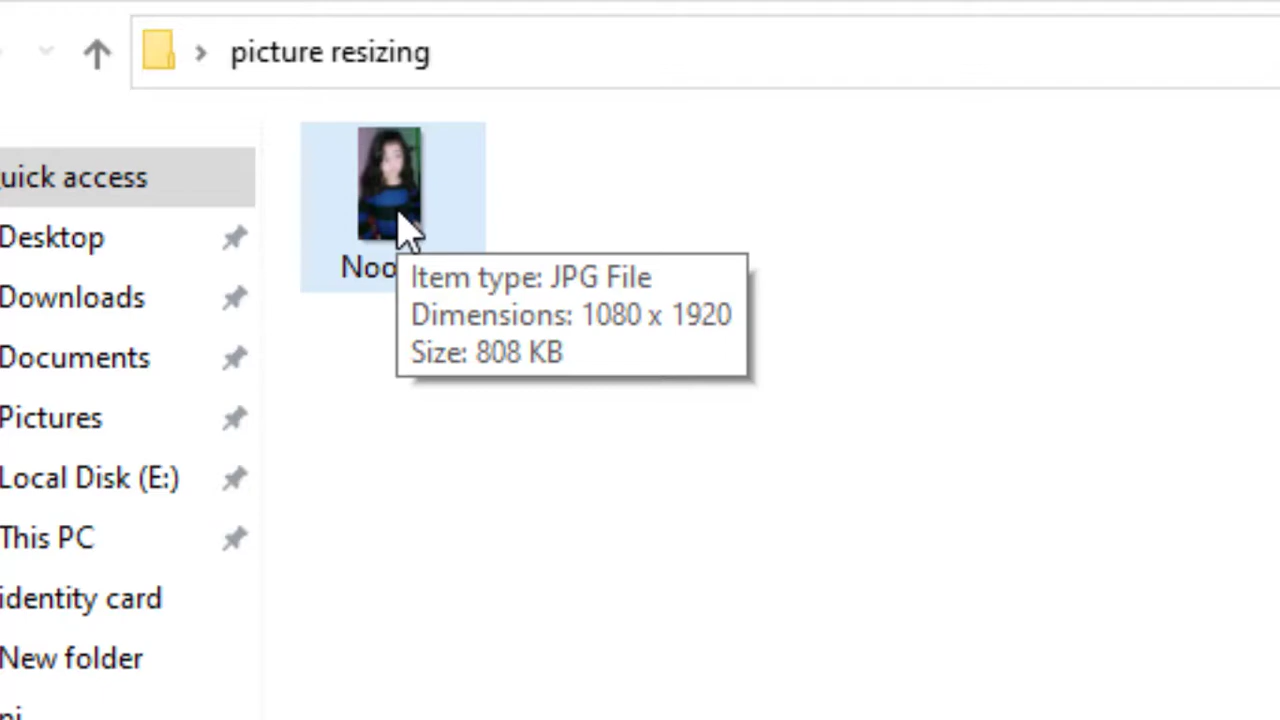 picture resizing
uick access
Desktop
Downloads
Documents
Pictures
Local Disk (E:)
This PC
identity card
New folder
Noo
Item type: JPG File
Dimensions: 1080 x 1920
Size: 808 KB